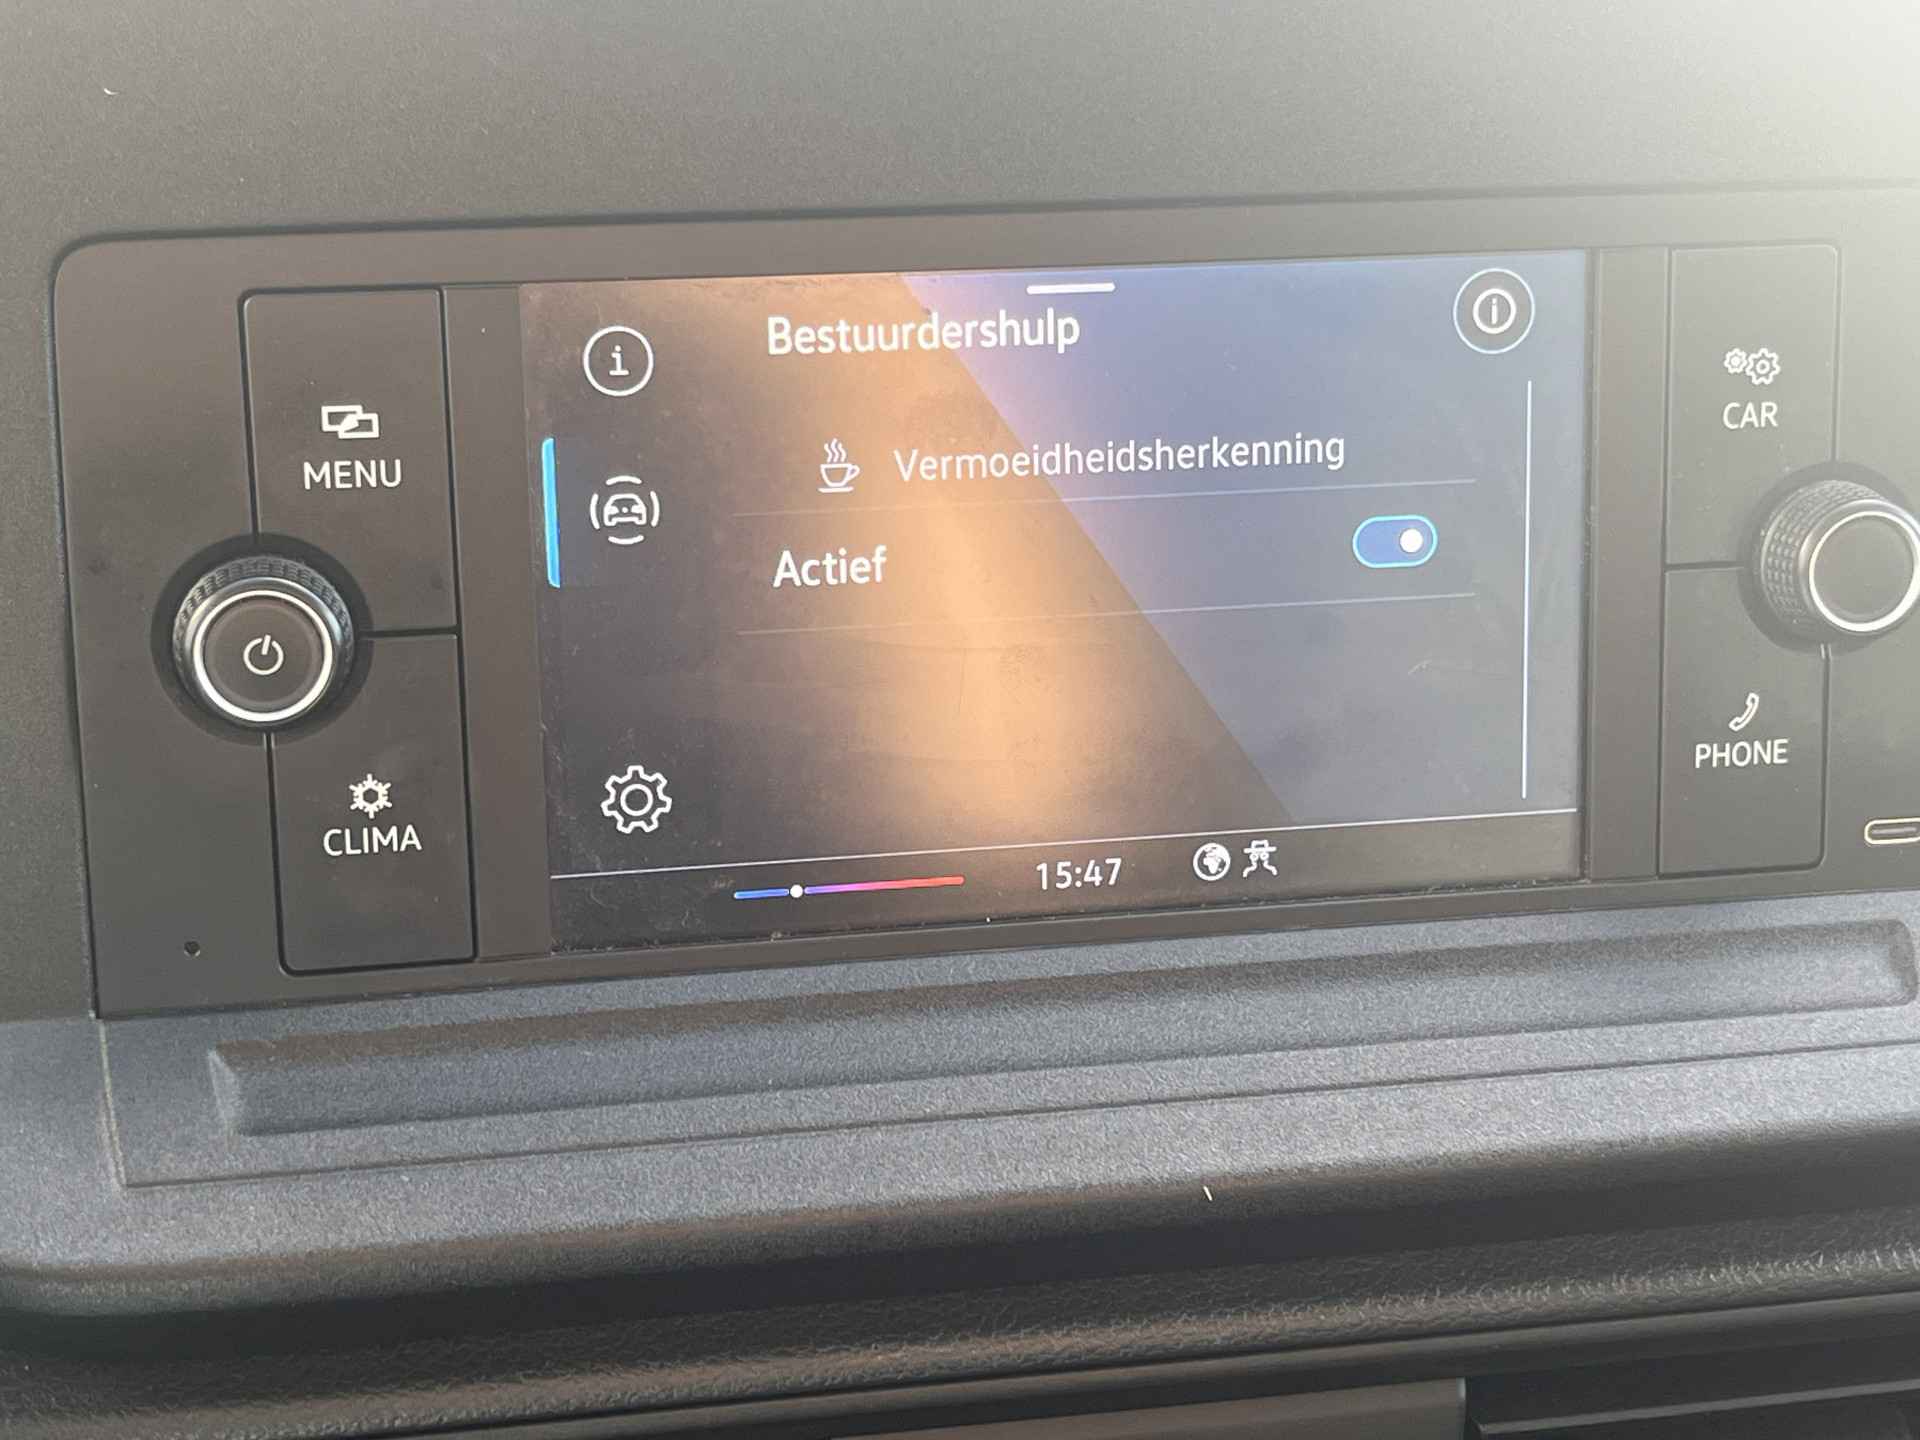 MENU
CLIMA
Bestuurdershulp
Vermoeidheidsherkenning
Actief
15:47
CAR
PHONE